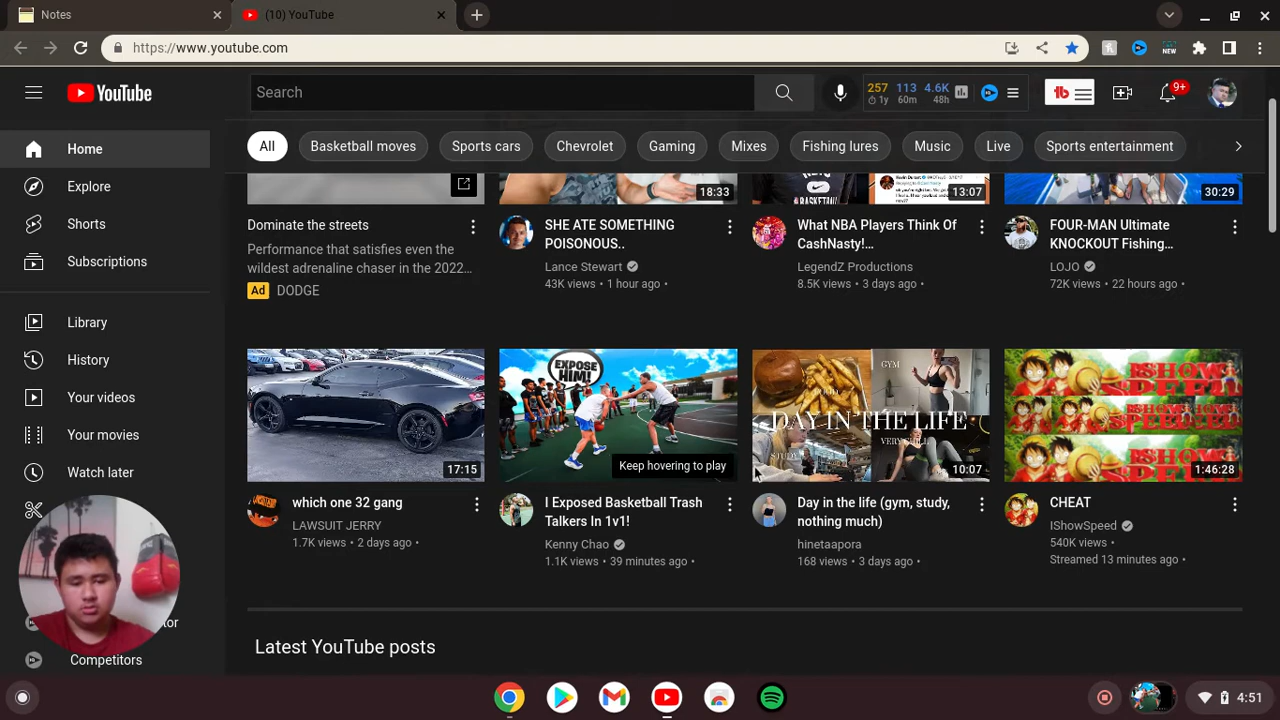 Notes
(10) YouTube
https://www.youtube.com
NEW
YouTube
Search
257 113 4.6K
1y 60m 48h
9+
Home
Explore
Shorts
Subscriptions
Library
History
Your videos
Your movies
Watch later
tor
Competitors
All
Basketball moves
Sports cars
Chevrolet
Gaming
Mixes
Fishing lures
Music
Live
Sports entertainment
Dominate the streets
Performance that satisfies even the
wildest adrenaline chaser in the 2022...
Ad DODGE
18:33
SHE ATE SOMETHING
POISONOUS..
Lance Stewart
43K views • 1 hour ago •
BASKETBALL
13:07
What NBA Players Think Of
CashNasty!...
LegendZ Productions
8.5K views • 3 days ago •
30:29
FOUR-MAN Ultimate
KNOCKOUT Fishing...
LOJO
72K views • 22 hours ago •
17:15
which one 32 gang
LAWSUIT JERRY
1.7K views • 2 days ago •
EXPOSE
HIM!
Keep hovering to play
I Exposed Basketball Trash
Talkers In 1v1!
Kenny Chao
1.1K views • 39 minutes ago •
GYM
FOOD
DAY IN THE LIFE
VERY CHILL
STUDY
10:07
Day in the life (gym, study,
nothing much)
hinetaapora
168 views • 3 days ago •
1:46:28
CHEAT
IShowSpeed
540K views •
Streamed 13 minutes ago •
Latest YouTube posts
4:51